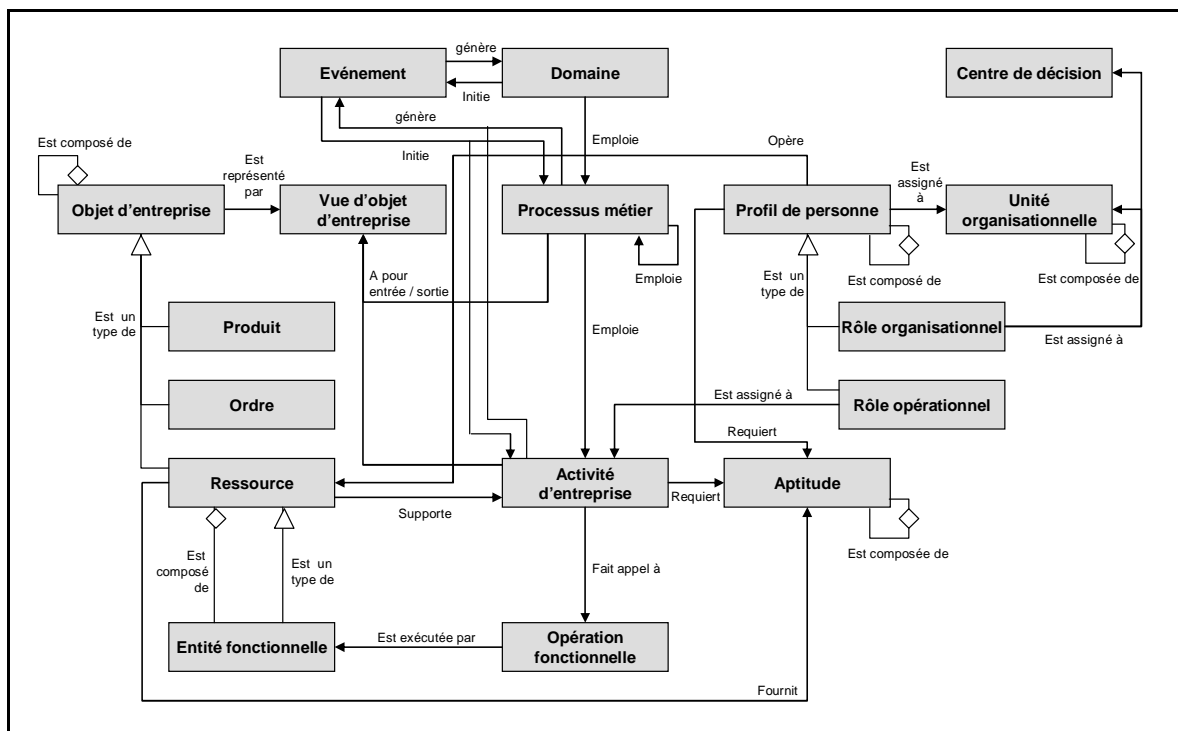 génère
Evénement
Domaine
Centre de décision
Initie
génère
Est composé de
Emploie
Opère
Initie
Est
représenté
par
Est
assigné
à
Objet d'entreprise
Vue d'objet
d'entreprise
Processus métier
Profil de personne
Unité
organisationnelle
A pour
entrée / sortie
Emploie
Est un
type de
Est composé de
Est composée de
Est un
type de
Produit
Emploie
Rôle organisationnel
Est assigné à
Ordre
Est assigné à
Rôle opérationnel
Requiert
Ressource
Activité
d'entreprise
Aptitude
Supporte
Requiert
Est
composé
de
Est un
type de
Est composée de
Fait appel à
Entité fonctionnelle
Est exécutée par
Opération
fonctionnelle
Fournit